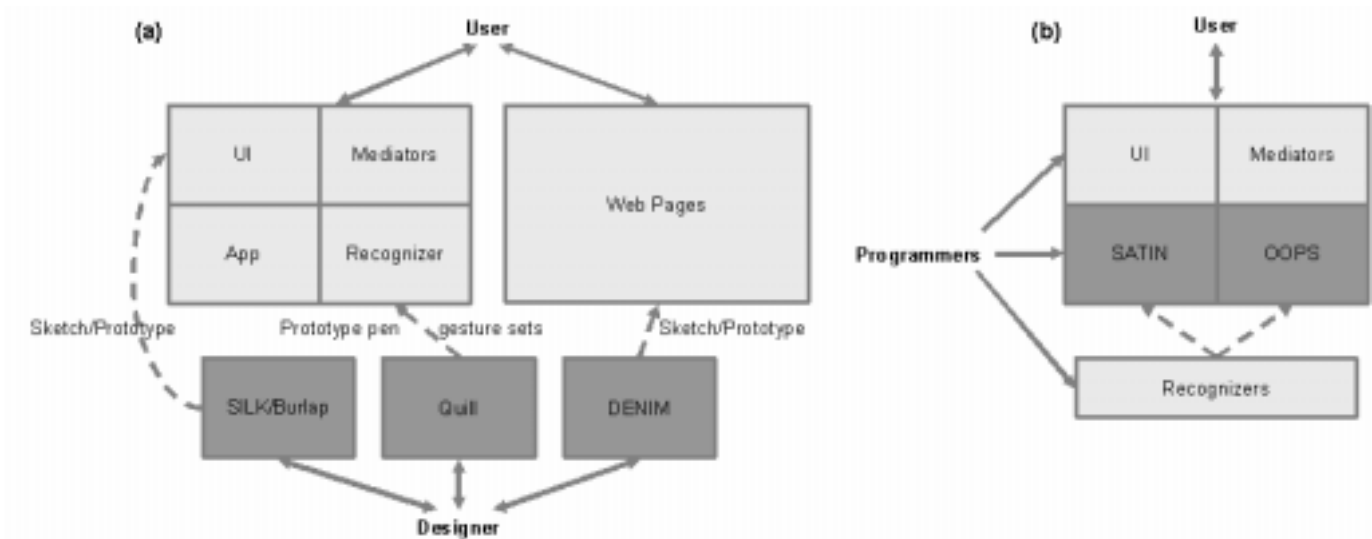 (a)
User
UI
Mediators
App
Recognizer
Web Pages
Sketch/Prototype
Prototype pen gesture sets
Sketch/Prototype
SILK/Burlap
Quill
DENIM
Designer
(b)
User
UI
Mediators
Programmers
SATIN
OOPS
Recognizers